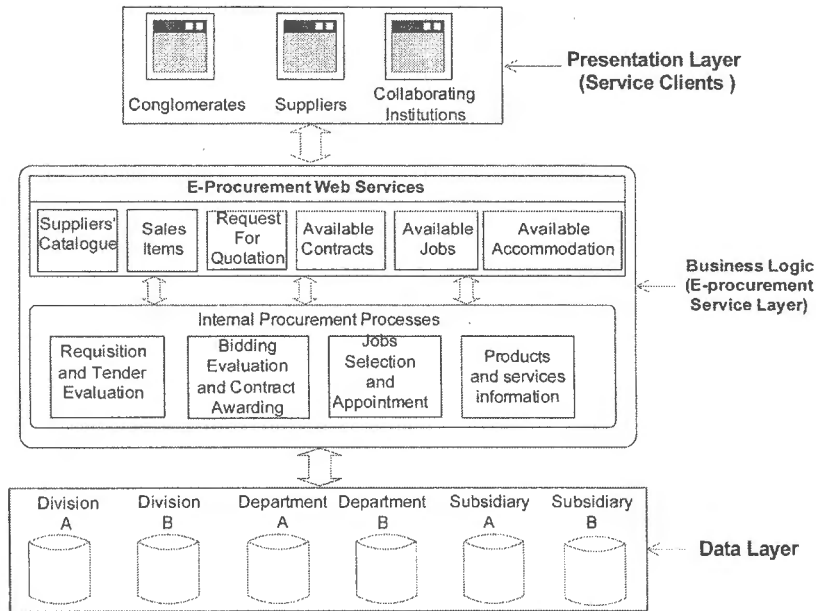 Conglomerates
Suppliers
Collaborating
Institutions
Presentation Layer
(Service Clients )
E-Procurement Web Services
Suppliers'
Catalogue
Sales
Items
Request
For
Quotation
Available
Contracts
Available
Jobs
Available
Accommodation
Business Logic
(E-procurement
Service Layer)
Internal Procurement Processes
Requisition
and Tender
Evaluation
Bidding
Evaluation
and Contract
Awarding
Jobs
Selection
and
Appointment
Products
and services
information
Division
A
Division
B
Department
A
Department
B
Subsidiary
A
Subsidiary
B
Data Layer